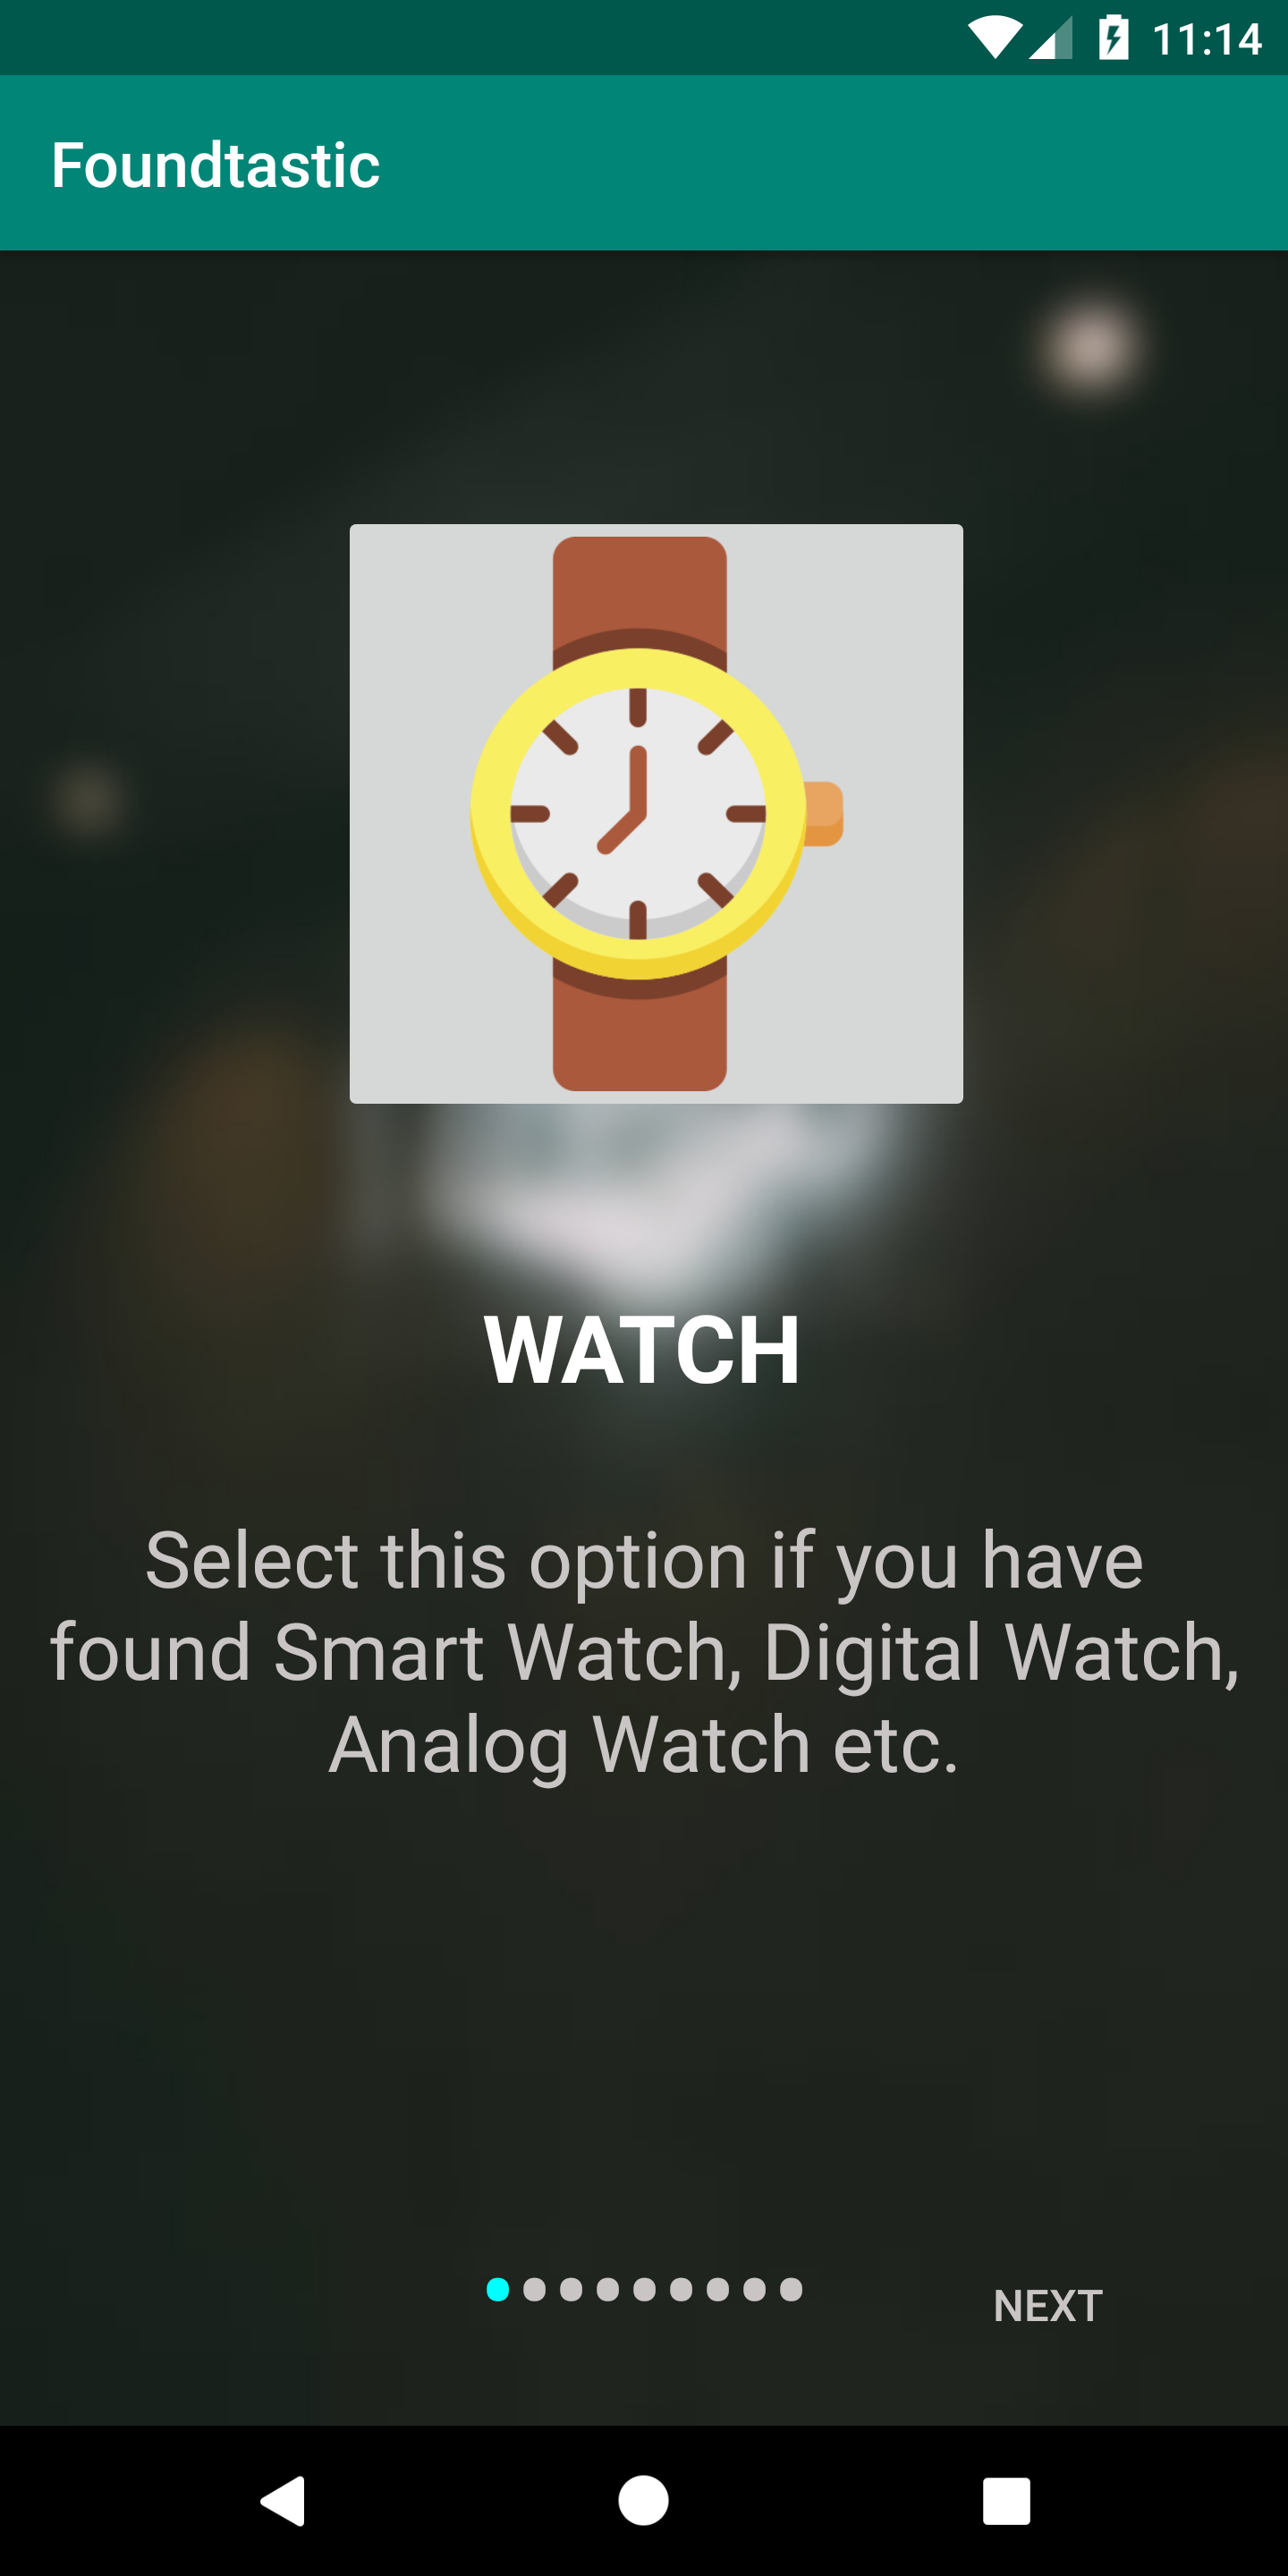 11:14
Foundtastic
WATCH
Select this option if you have
found Smart Watch, Digital Watch,
Analog Watch etc.
NEXT